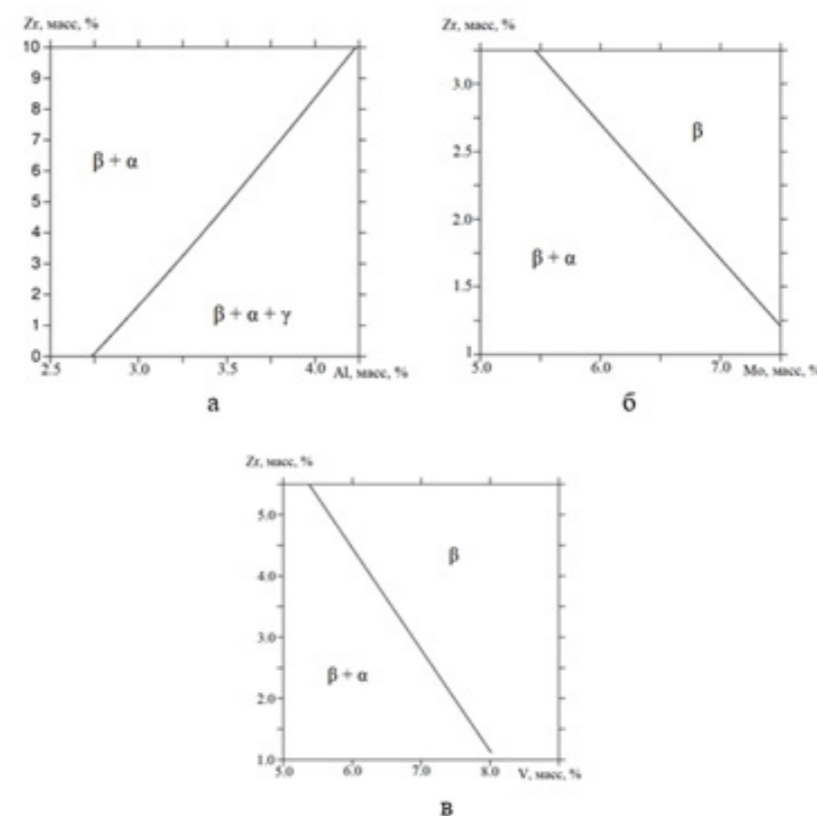 Zr, масс, %
10
9
8
7
6
5
4
3
2
1
0
β + α
β + α + γ
2.5 3.0 3.5 4.0 Al, масс, %
а
Zr, масс, %
3.0
2.5
2.0
1.5
1
β
β + α
5.0 6.0 7.0 Mo, масс, %
б
Zr, масс, %
5.0
4.0
3.0
2.0
1.0
β
β + α
5.0 6.0 7.0 8.0 V, масс, %
в